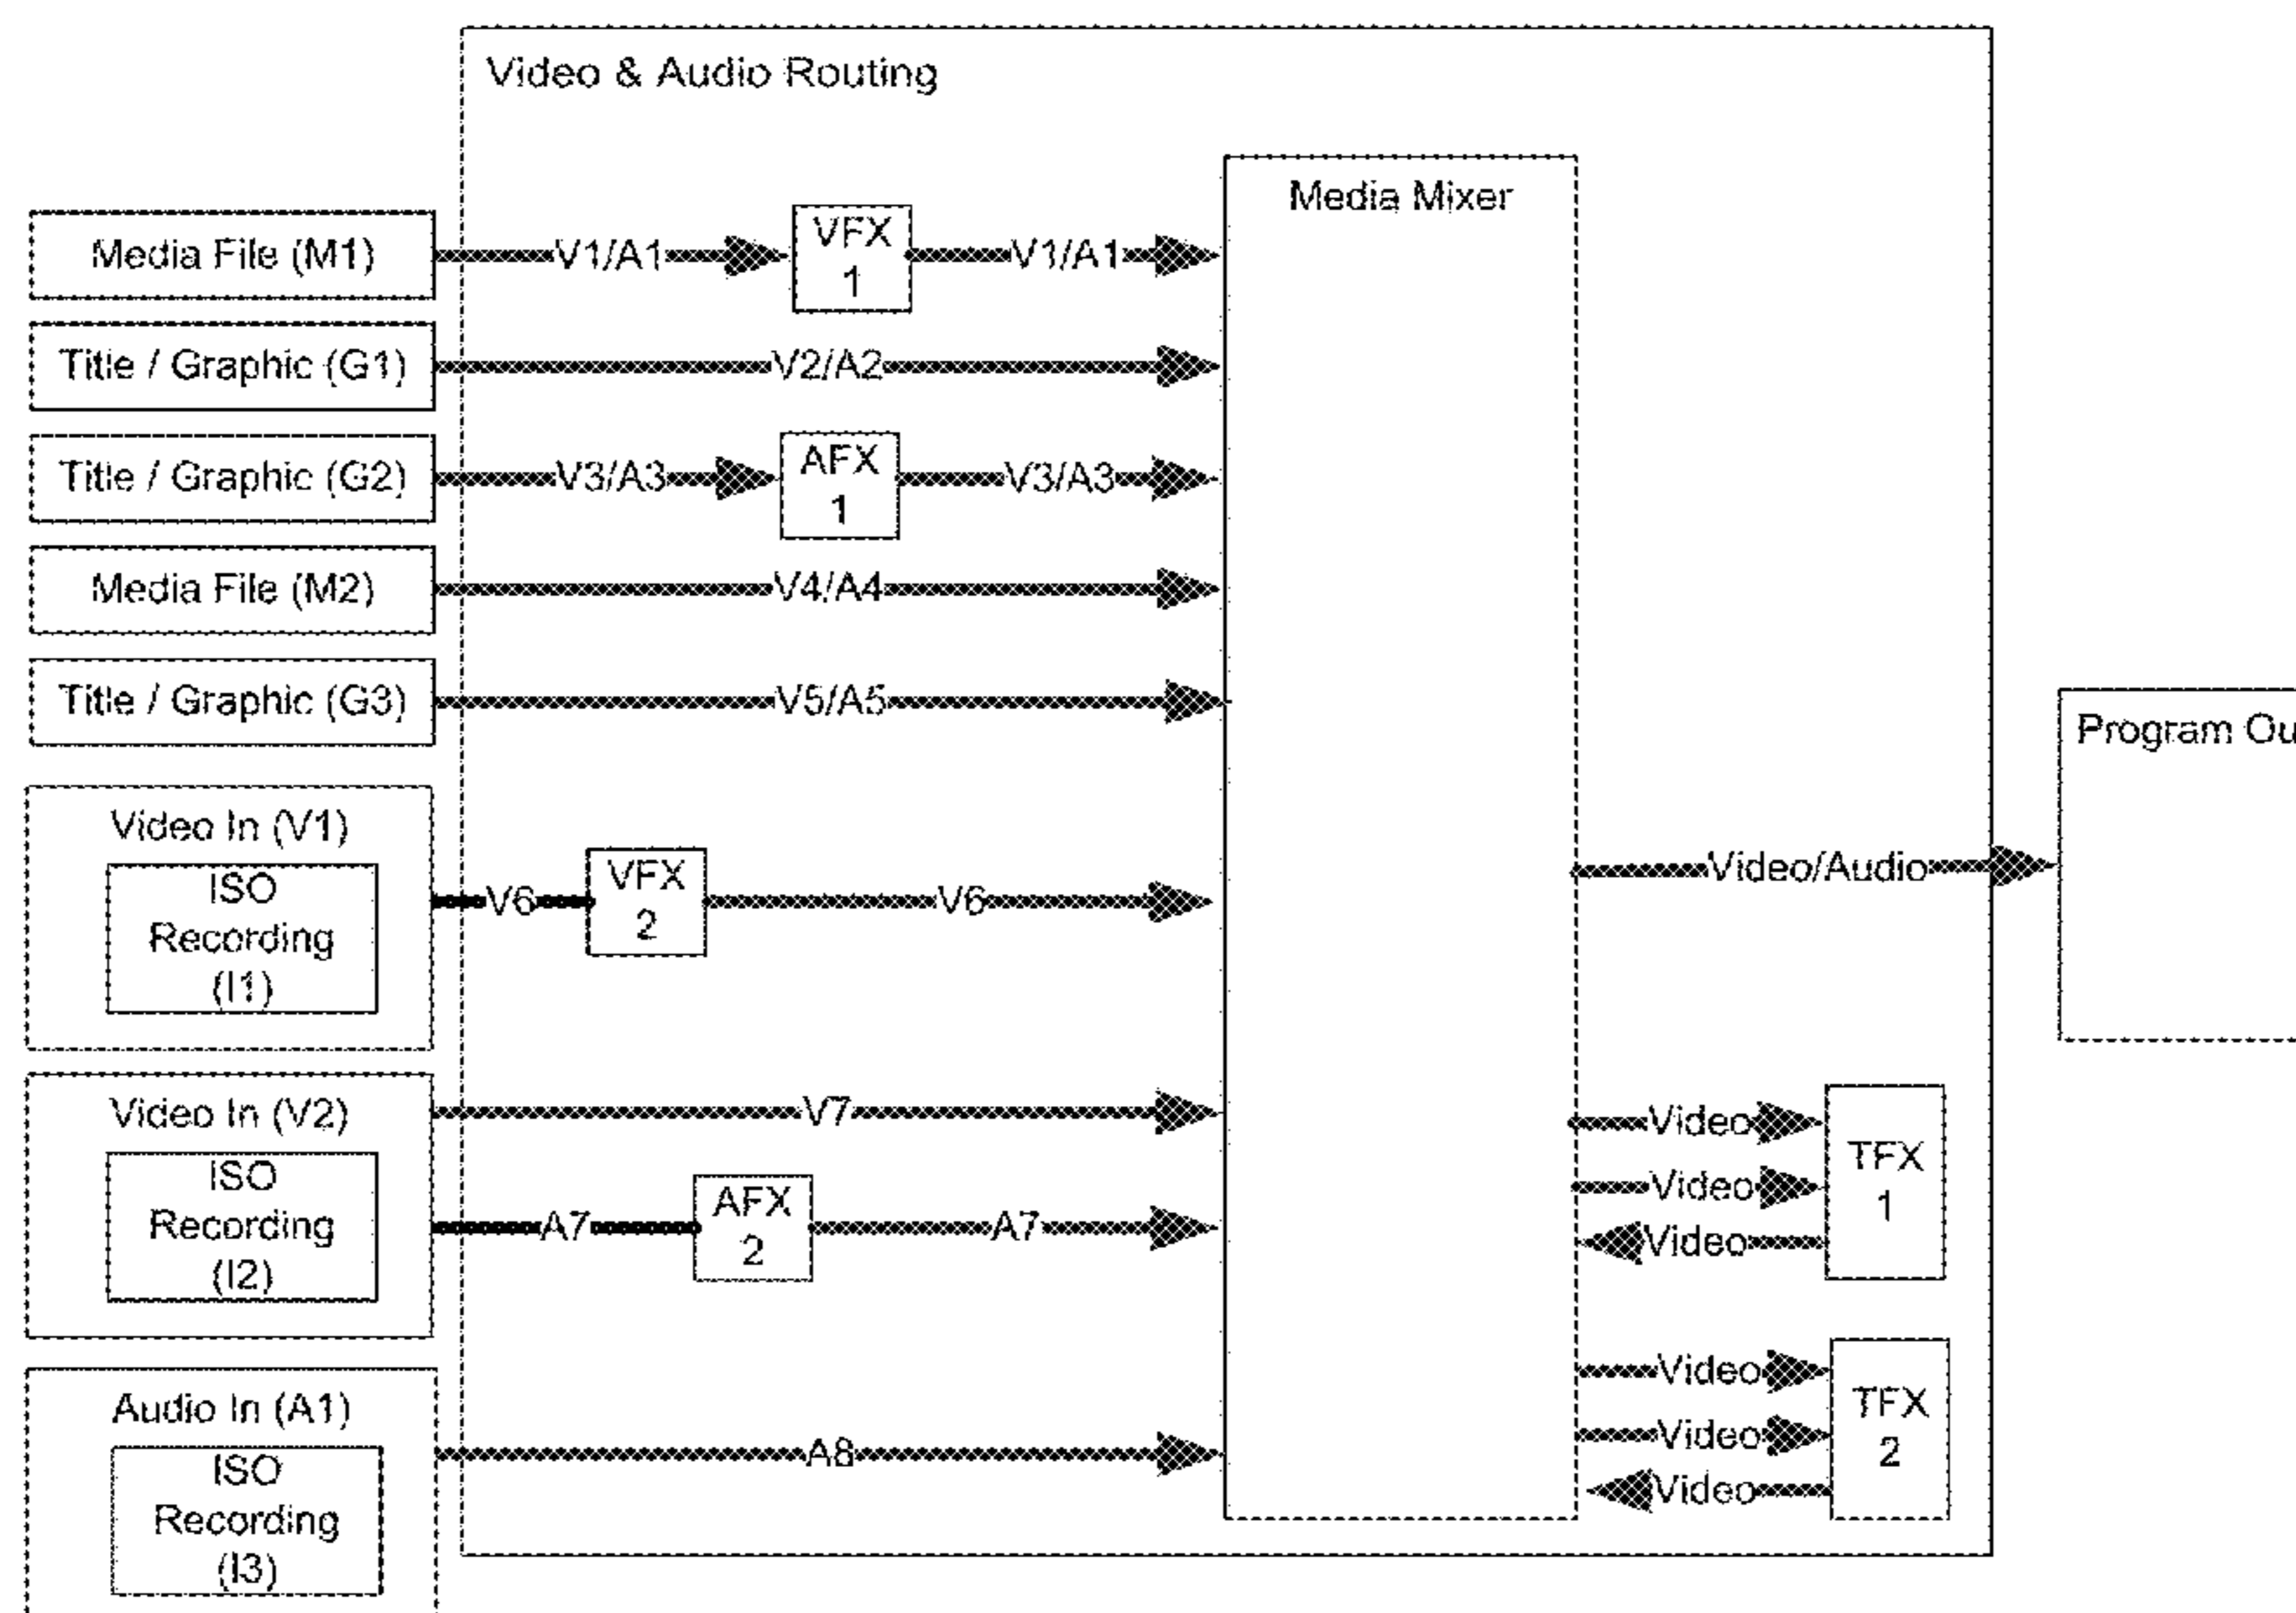 Video & Audio Routing
Media Mixer
Media File (M1)
V1/A1
VFX
1
V1/A1
Title / Graphic (G1)
V2/A2
Title / Graphic (G2)
V3/A3
AFX
1
V3/A3
Media File (M2)
V4/A4
Title / Graphic (G3)
V5/A5
Program Ou
Video In (V1)
ISO
Recording
(I1)
V6
VFX
2
V6
Video/Audio
Video In (V2)
ISO
Recording
(I2)
V7
A7
AFX
2
A7
Video
Video
Video
TFX
1
Audio In (A1)
ISO
Recording
(I3)
A8
Video
Video
Video
TFX
2